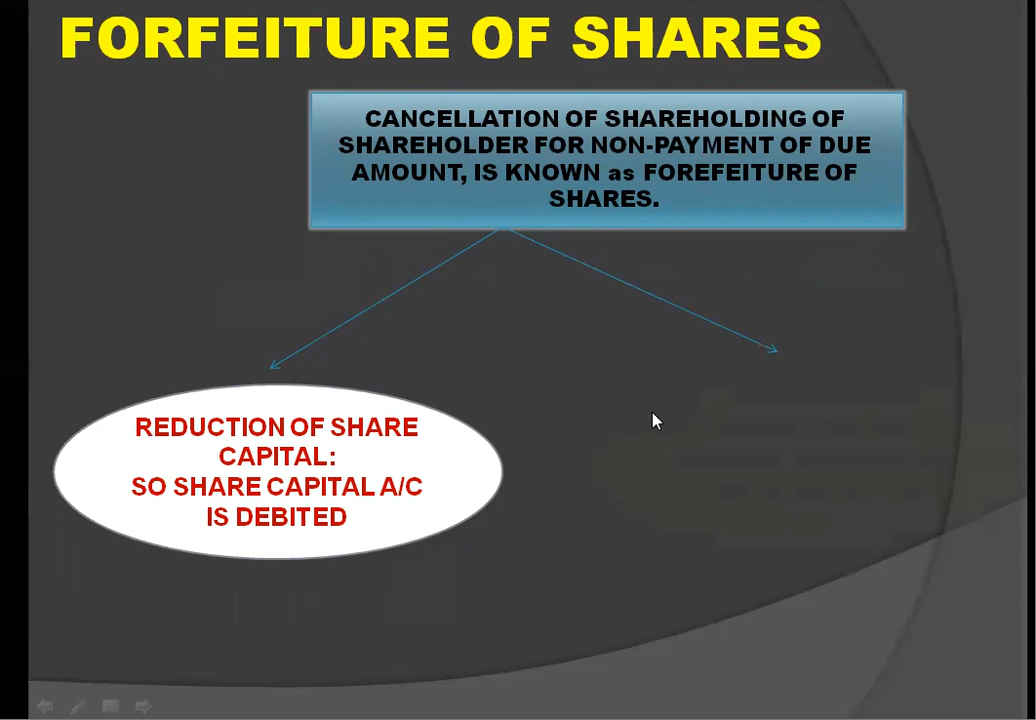 FORFEITURE OF SHARES
CANCELLATION OF SHAREHOLDING OF
SHAREHOLDER FOR NON-PAYMENT OF DUE
AMOUNT, IS KNOWN as FOREFEITURE OF
SHARES.
REDUCTION OF SHARE
CAPITAL:
SO SHARE CAPITAL A/C
IS DEBITED